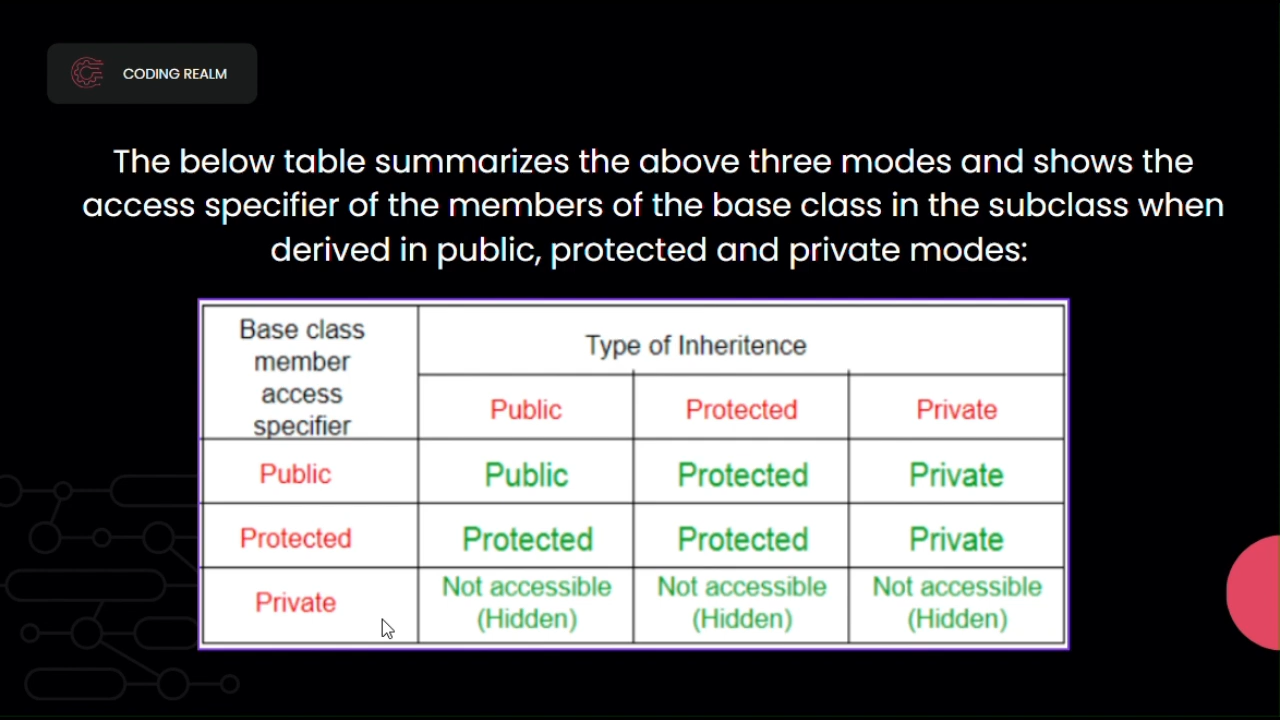 CODING REALM
The below table summarizes the above three modes and shows the
access specifier of the members of the base class in the subclass when
derived in public, protected and private modes:
Base class
member
access
specifier
Type of Inheritence
Public Protected Private
Public Public Protected Private
Protected Protected Protected Private
Private Not accessible (Hidden) Not accessible (Hidden) Not accessible (Hidden)